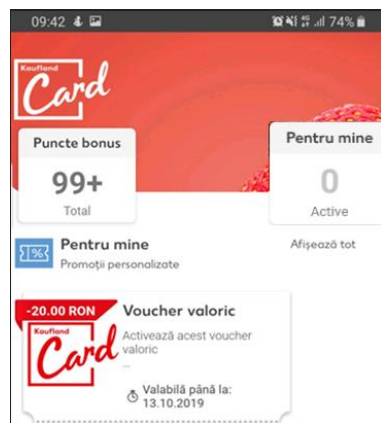 09:42
74%
Kaufland
Card
Puncte bonus
99+
Total
Pentru mine
0
Active
1%
Pentru mine
Promoții personalizate
Afișează tot
-20.00 RON
Kaufland
Card
Voucher valoric
Activează acest voucher
valoric
...
Valabilă până la:
13.10.2019